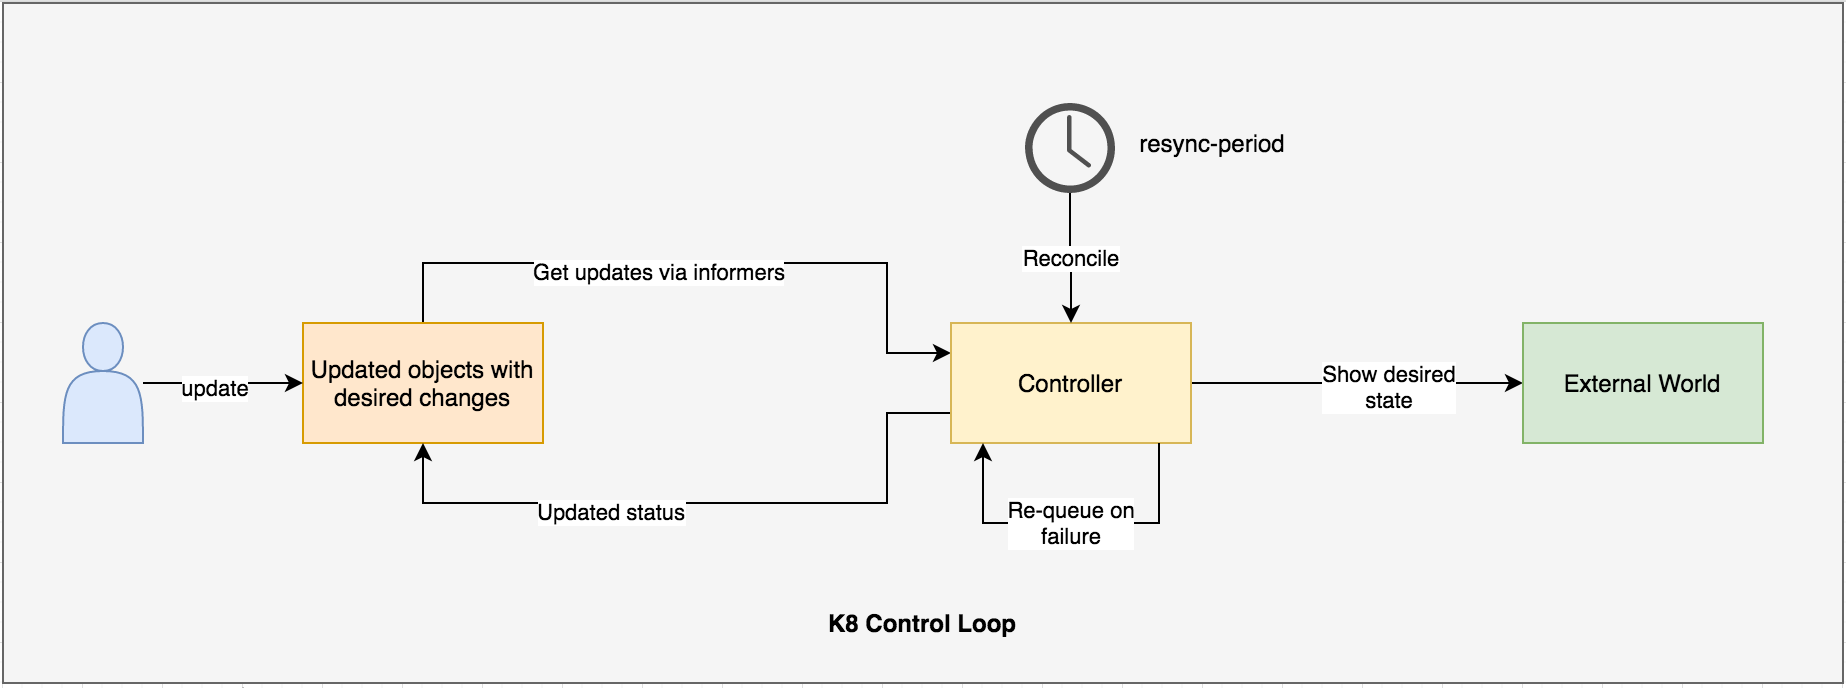 resync-period
Reconcile
Get updates via informers
update
Updated objects with
desired changes
Controller
Show desired
state
External World
Updated status
Re-queue on
failure
K8 Control Loop